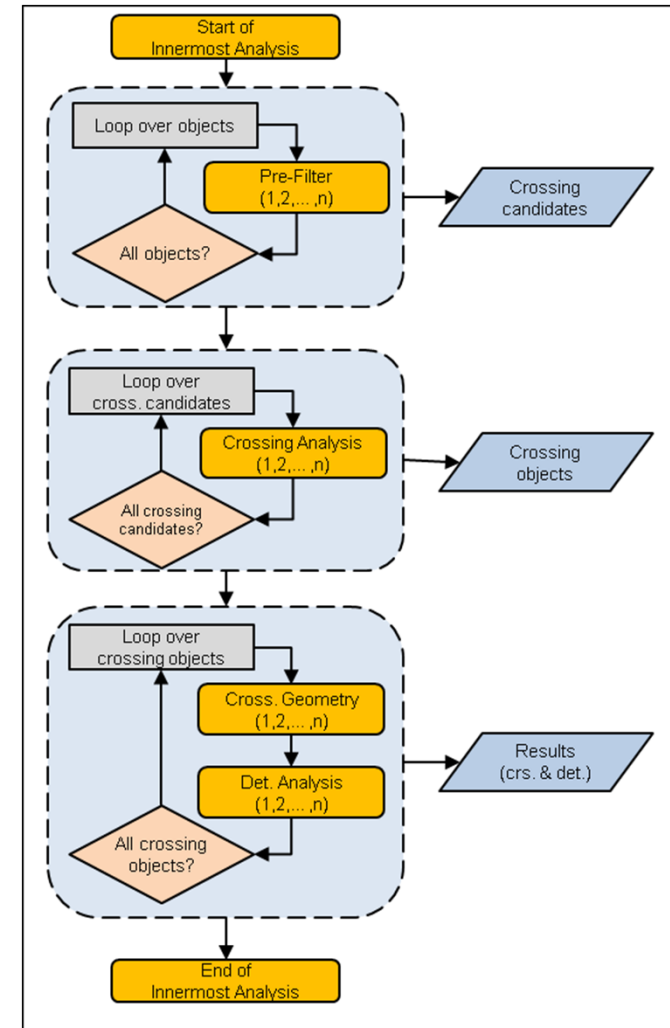 Start of
Innermost Analysis
Loop over objects
Pre-Filter
(1,2,... ,n)
All objects?
Crossing
candidates
Loop over
cross. candidates
Crossing Analysis
(1,2,... ,n)
All crossing
candidates?
Crossing
objects
Loop over
crossing objects
Cross. Geometry
(1,2,... ,n)
Det. Analysis
(1,2,... ,n)
All crossing
objects?
Results
(crs. & det.)
End of
Innermost Analysis